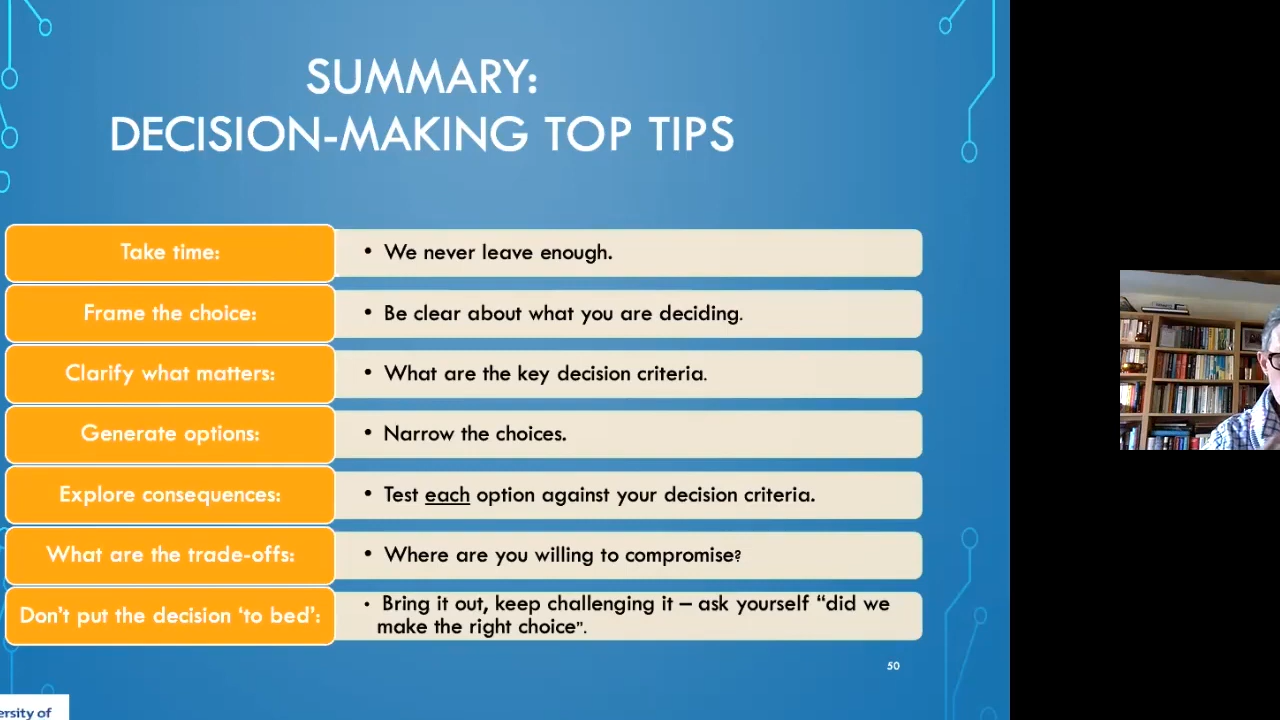 SUMMARY:
DECISION-MAKING TOP TIPS
Take time:
• We never leave enough.
Frame the choice:
• Be clear about what you are deciding.
Clarify what matters:
• What are the key decision criteria.
Generate options:
• Narrow the choices.
Explore consequences:
• Test each option against your decision criteria.
What are the trade-offs:
• Where are you willing to compromise?
Don't put the decision ‘to bed’:
• Bring it out, keep challenging it – ask yourself “did we
make the right choice”.
50
ersity of